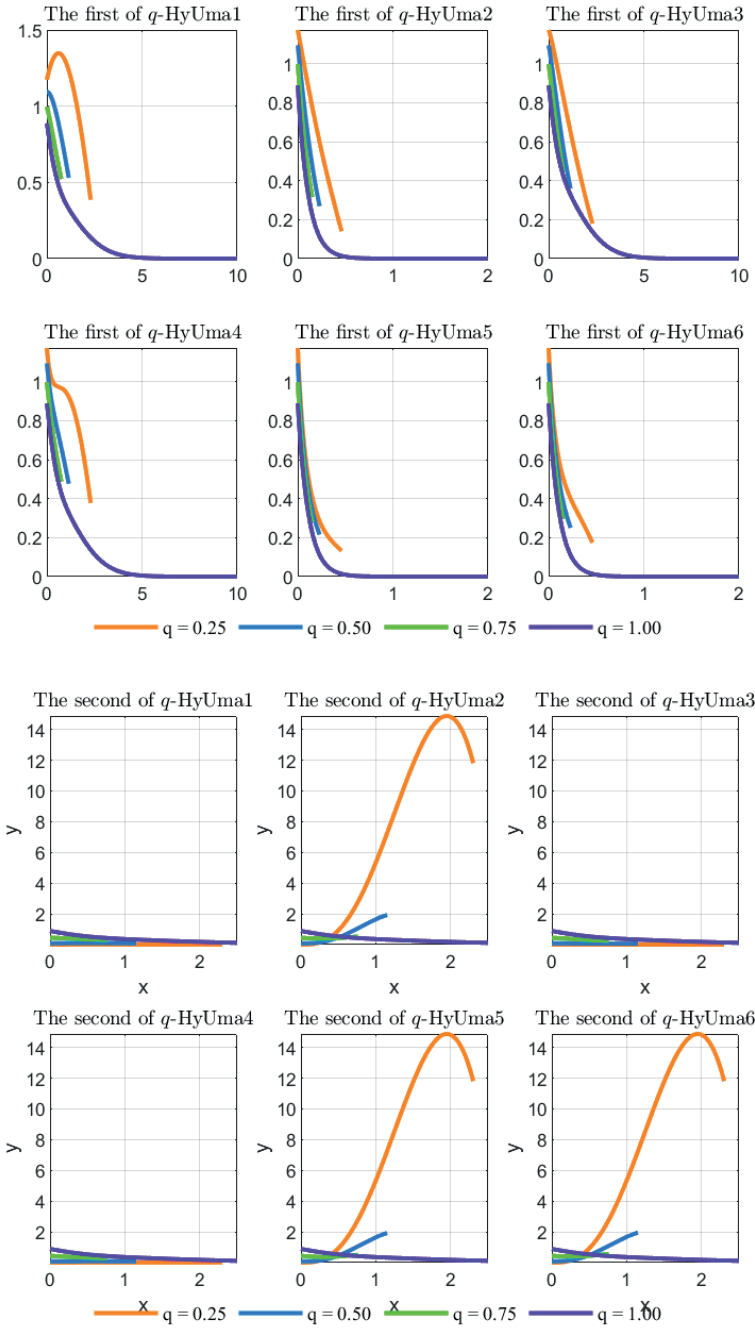 The first of q-HyUma1 The first of q-HyUma2 The first of q-HyUma3
1.5
1
0.5
0
0 5 10
1
0.8
0.6
0.4
0.2
0
0 1 2
1
0.8
0.6
0.4
0.2
0
0 5 10
The first of q-HyUma4 The first of q-HyUma5 The first of q-HyUma6
1
0.8
0.6
0.4
0.2
0
0 5 10
1
0.8
0.6
0.4
0.2
0
0 1 2
1
0.8
0.6
0.4
0.2
0
0 1 2
q = 0.25 q = 0.50 q = 0.75 q = 1.00
The second of q-HyUma1 The second of q-HyUma2 The second of q-HyUma3
14
12
10
8
6
4
2
y
0 1 2
x
14
12
10
8
6
4
2
y
0 1 2
x
14
12
10
8
6
4
2
y
0 1 2
x
The second of q-HyUma4 The second of q-HyUma5 The second of q-HyUma6
14
12
10
8
6
4
2
y
0 1 2
x
14
12
10
8
6
4
2
y
0 1 2
x
14
12
10
8
6
4
2
y
0 1 2
x
q = 0.25 q = 0.50 q = 0.75 q = 1.00